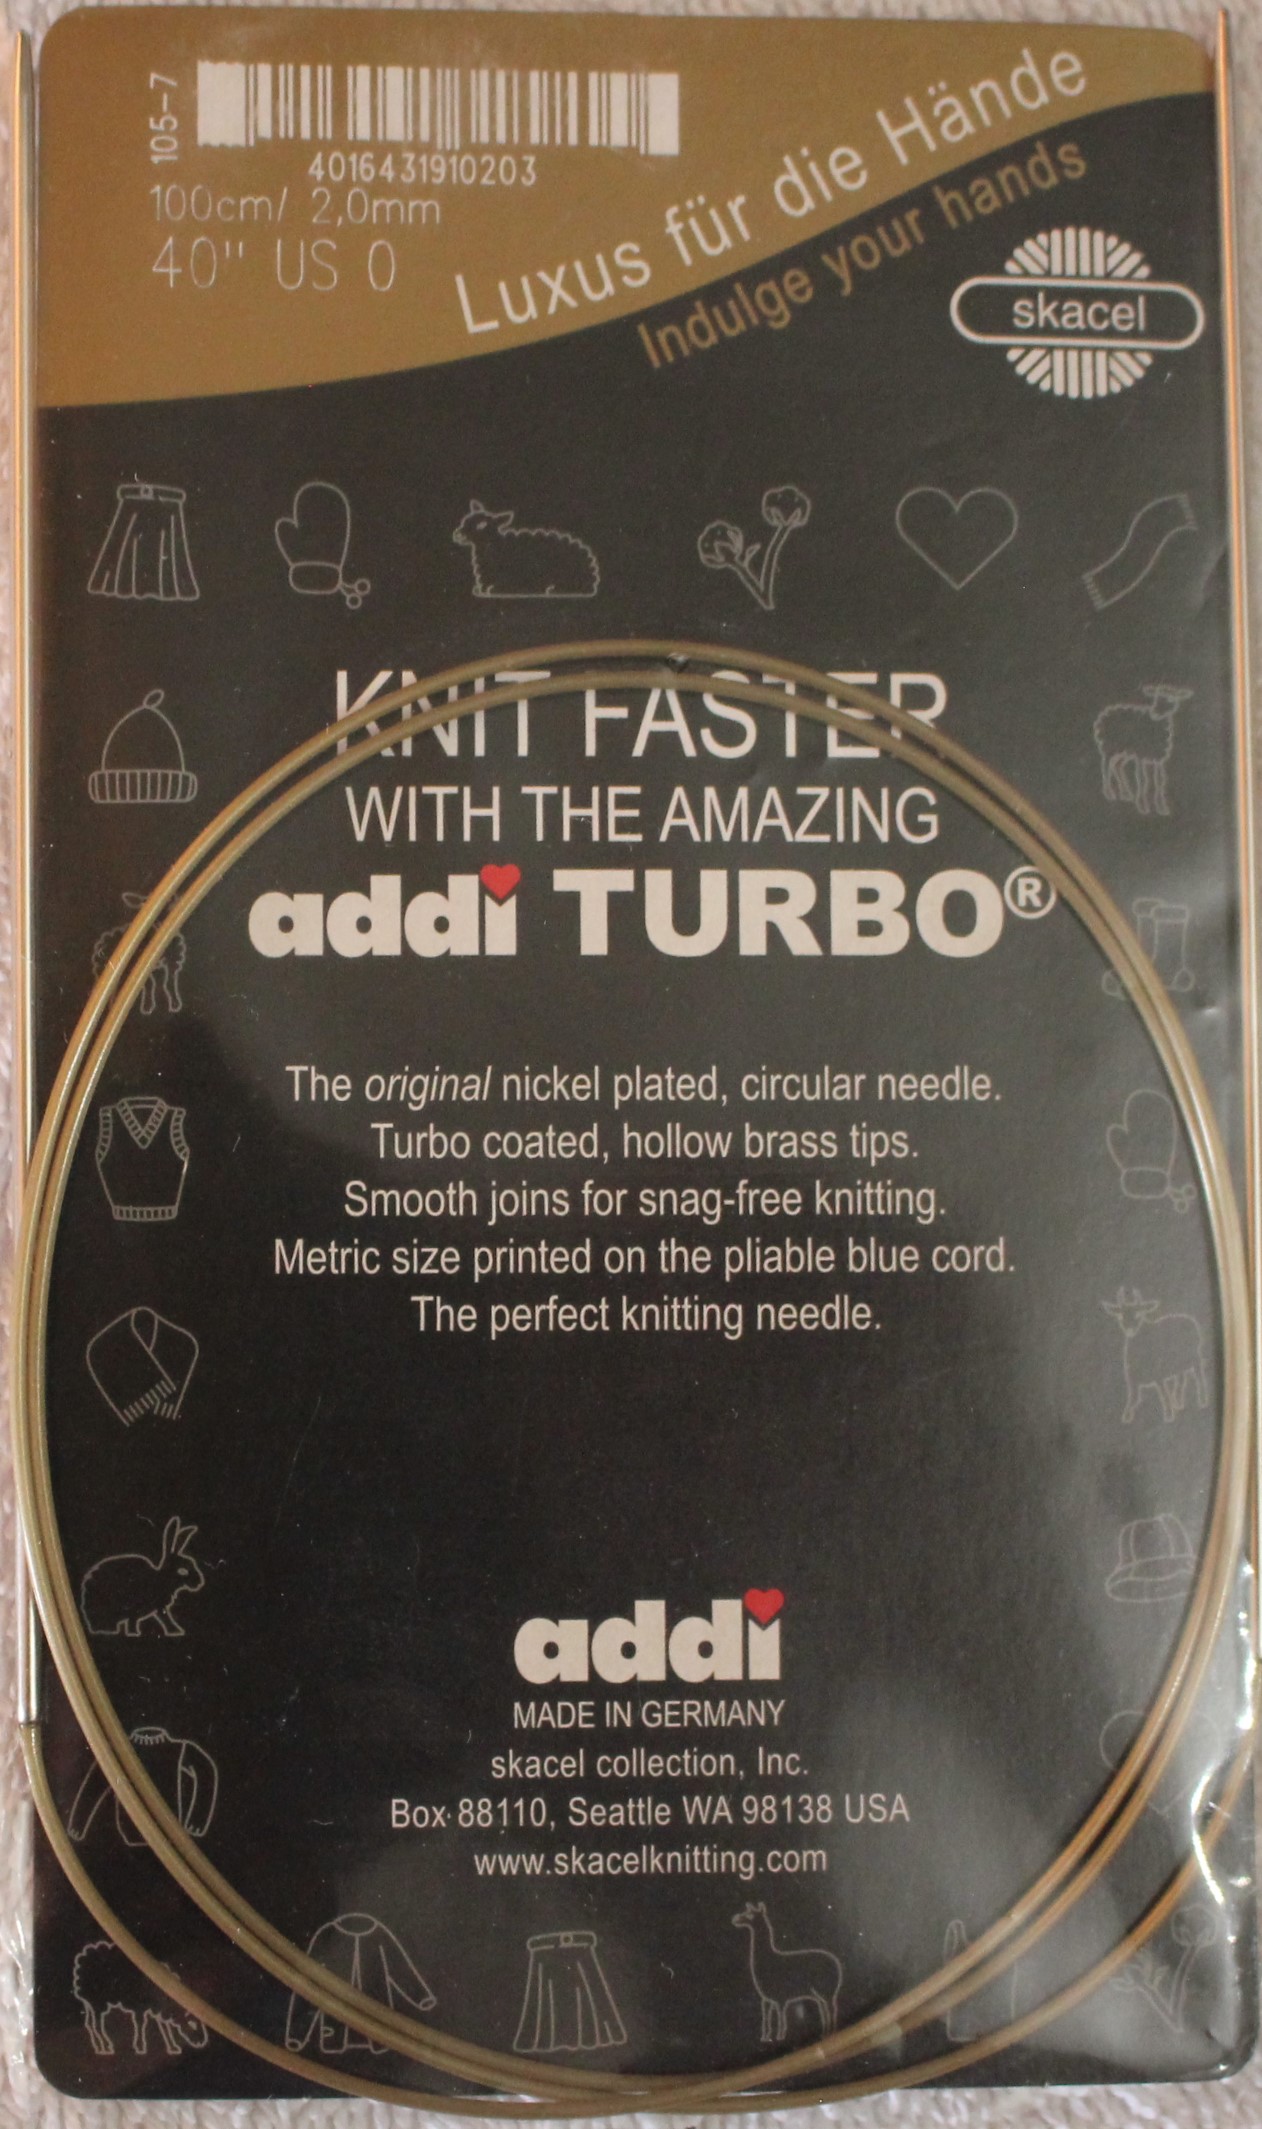 105-7
4016431910203
100cm/ 2,0mm
40" US 0
Luxus für die Hände
Indulge your hands
skacel
KNIT FASTER
WITH THE AMAZING
addi TURBO®
The original nickel plated, circular needle.
Turbo coated, hollow brass tips.
Smooth joins for snag-free knitting.
Metric size printed on the pliable blue cord.
The perfect knitting needle.
addi
MADE IN GERMANY
skacel collection, Inc.
Box 88110, Seattle WA 98138 USA
www.skacelknitting.com